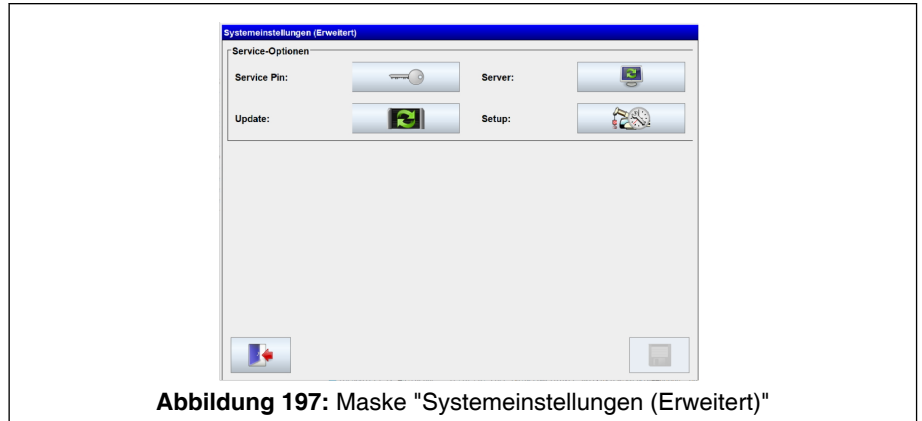 Systemeinstellungen (Erweitert)
Service-Optionen
Service Pin:
Server:
Update:
Setup:
Abbildung 197: Maske "Systemeinstellungen (Erweitert)"